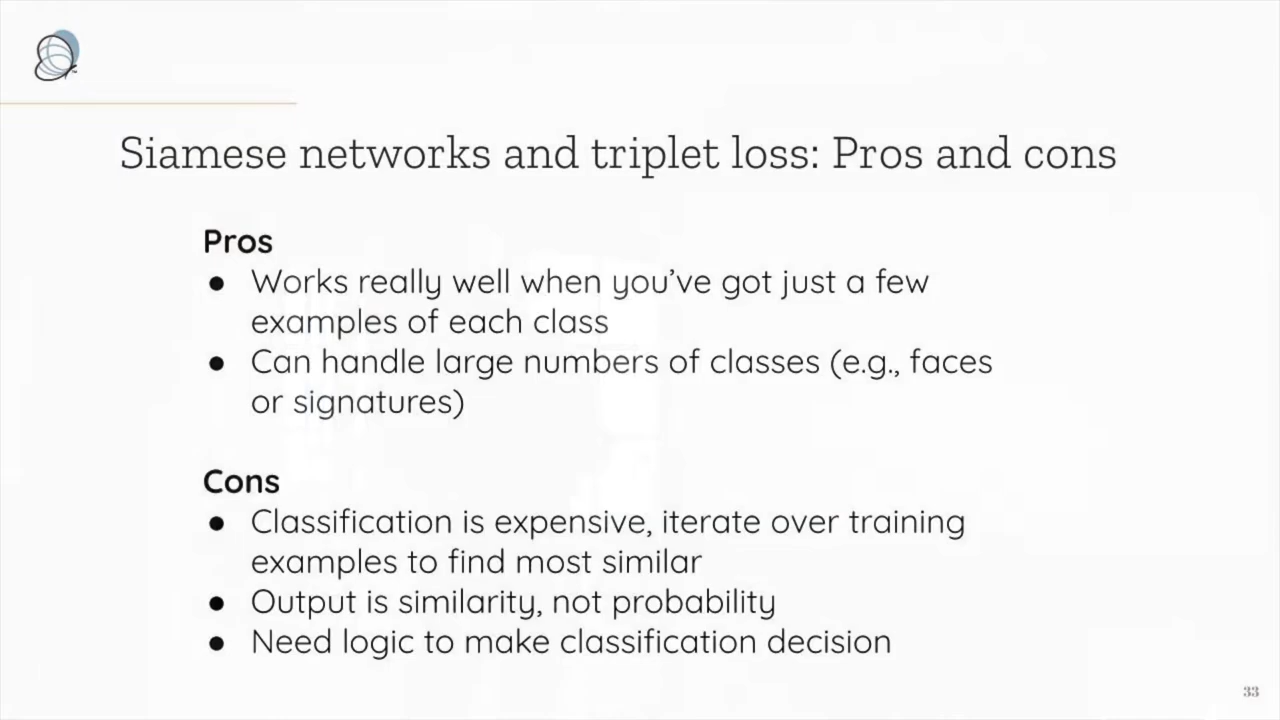 Siamese networks and triplet loss: Pros and cons
Pros
● Works really well when you’ve got just a few
examples of each class
● Can handle large numbers of classes (e.g., faces
or signatures)
Cons
● Classification is expensive, iterate over training
examples to find most similar
● Output is similarity, not probability
● Need logic to make classification decision
33